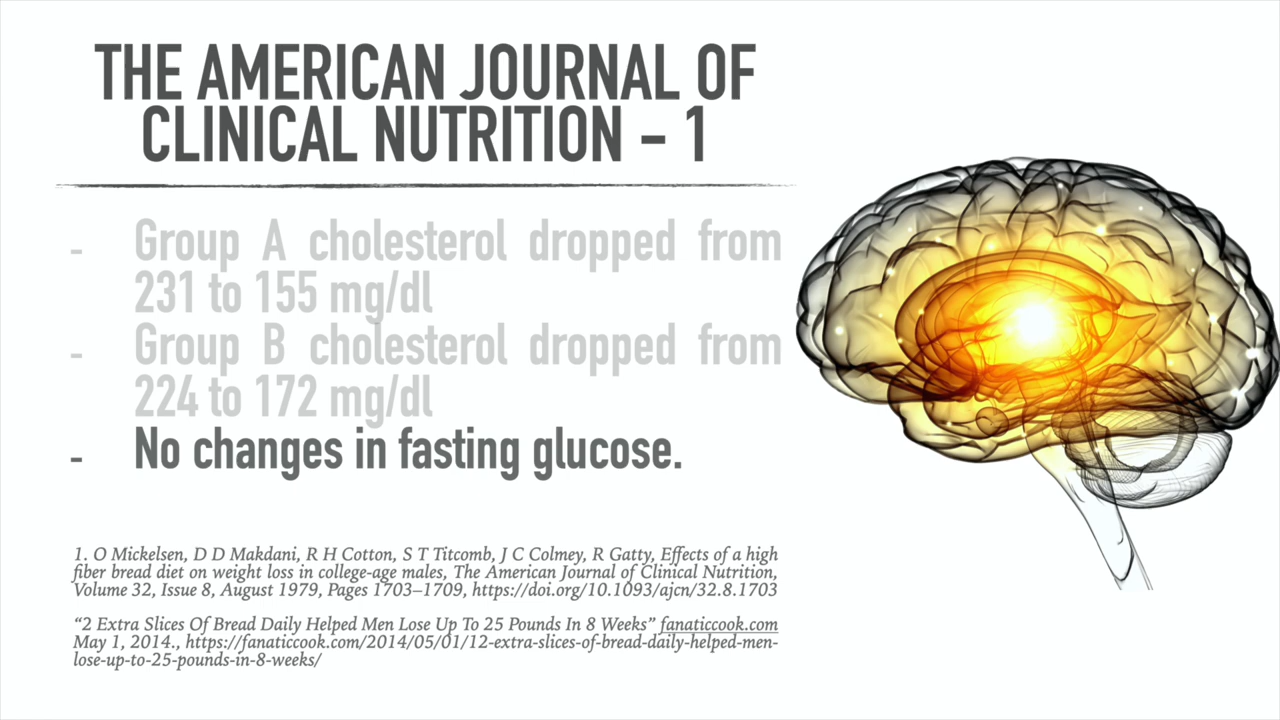 THE AMERICAN JOURNAL OF
CLINICAL NUTRITION – 1
- Group A cholesterol dropped from
231 to 155 mg/dl
- Group B cholesterol dropped from
224 to 172 mg/dl
- No changes in fasting glucose.
1. O Mickelsen, D D Makdani, R H Cotton, S T Titcomb, J C Colmey, R Gatty, Effects of a high
fiber bread diet on weight loss in college-age males, The American Journal of Clinical Nutrition,
Volume 32, Issue 8, August 1979, Pages 1703–1709, https://doi.org/10.1093/ajcn/32.8.1703
“2 Extra Slices Of Bread Daily Helped Men Lose Up To 25 Pounds In 8 Weeks” fanaticcook.com
May 1, 2014., https://fanaticcook.com/2014/05/01/12-extra-slices-of-bread-daily-helped-men-
lose-up-to-25-pounds-in-8-weeks/